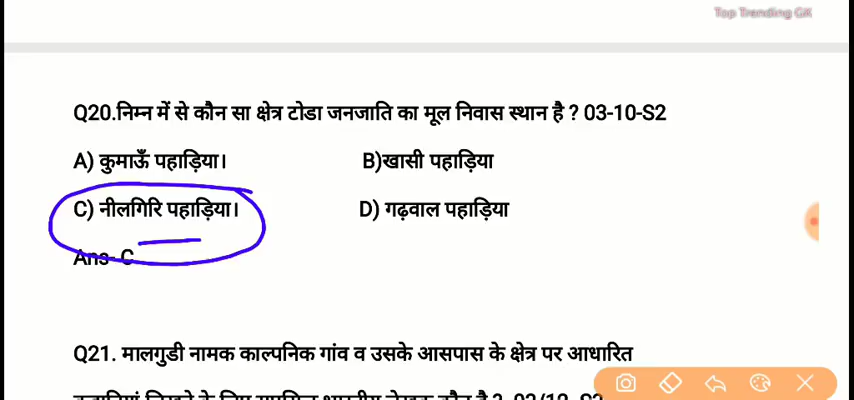 Top Trending GK
Q20.निम्न में से कौन सा क्षेत्र टोडा जनजाति का मूल निवास स्थान है ? 03-10-S2
A) कुमाऊँ पहाड़िया। B)खासी पहाड़िया
C) नीलगिरि पहाड़िया। D) गढ़वाल पहाड़िया
Ans- C
Q21. मालगुडी नामक काल्पनिक गांव व उसके आसपास के क्षेत्र पर आधारित